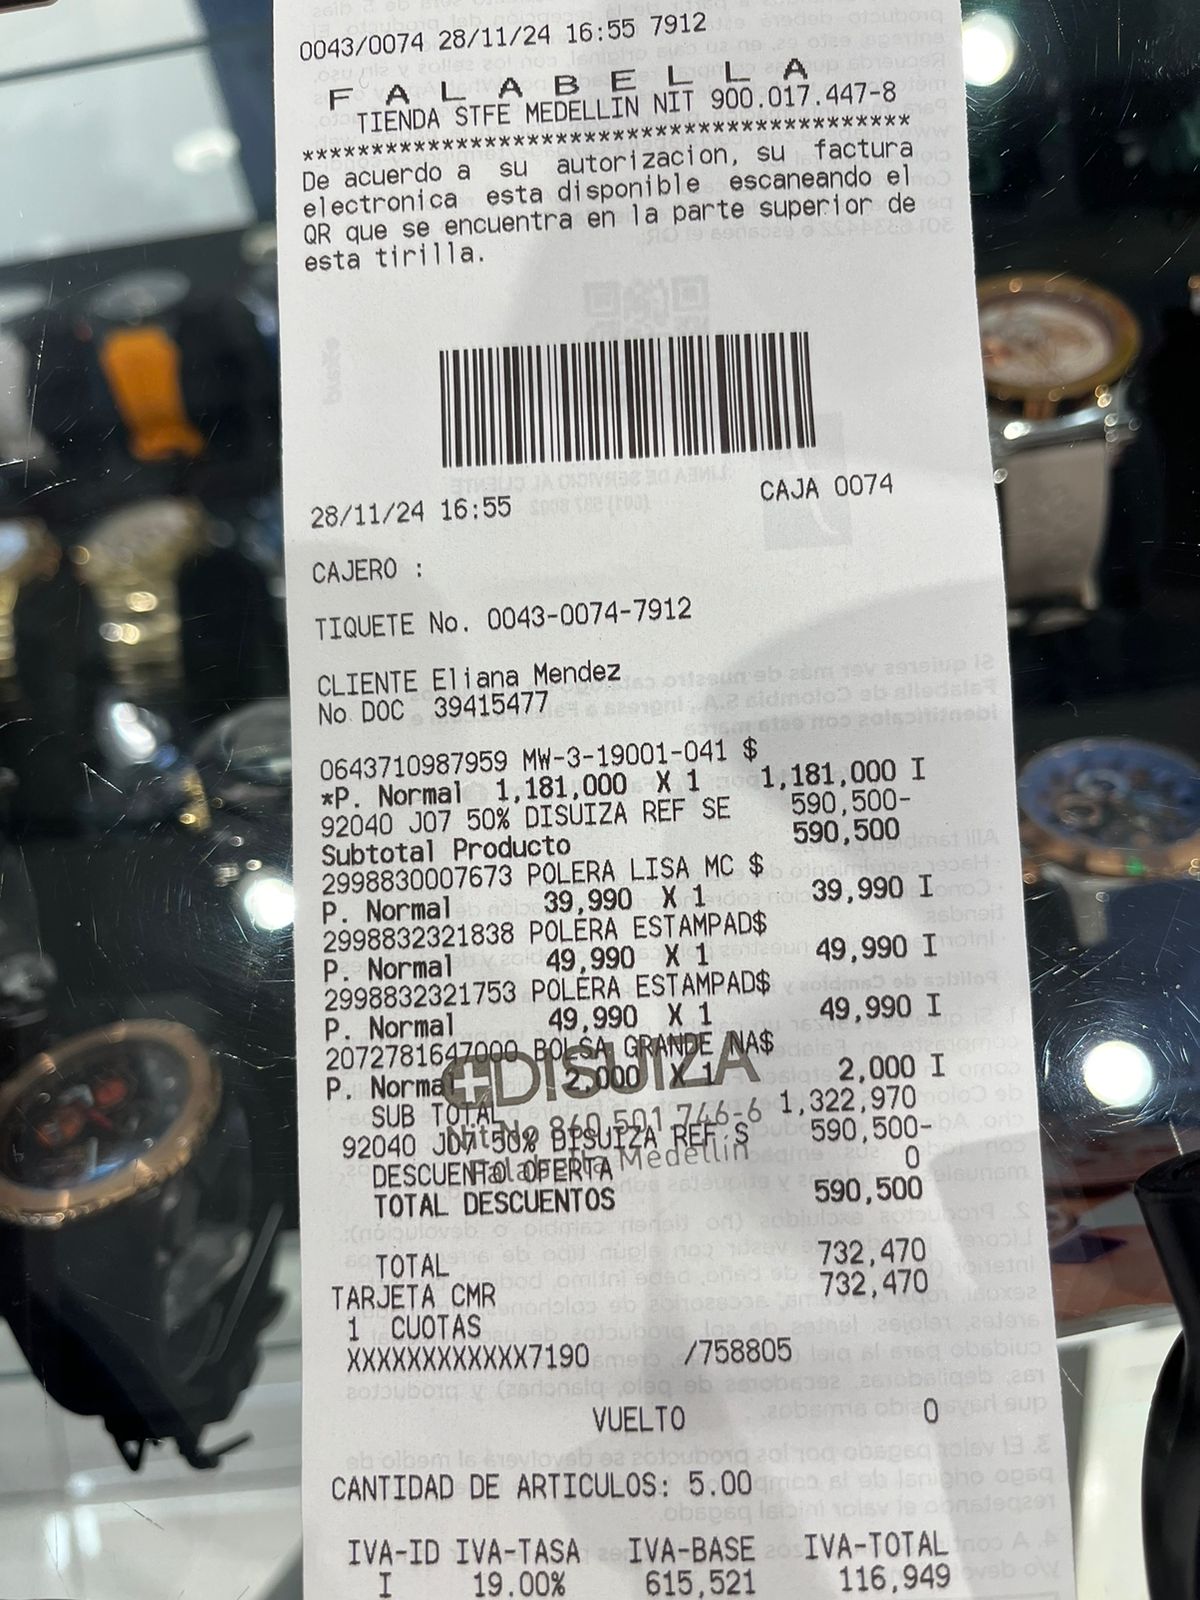 0043/0074 28/11/24 16:55 7912
F A L A B E L L A
TIENDA STFE MEDELLIN NIT 900.017.447-8
********************************************
De acuerdo a su autorizacion, su factura
electronica esta disponible escaneando el
QR que se encuentra en la parte superior de
esta tirilla.
28/11/24 16:55 CAJA 0074
CAJERO :
TIQUETE No. 0043-0074-7912
CLIENTE Eliana Mendez
No DOC 39415477
0643710987959 MW-3-19001-041 $
*P. Normal 1,181,000 X 1 1,181,000 I
92040 J07 50% DISUIZA REF SE 590,500-
Subtotal Producto 590,500
2998830007673 POLERA LISA MC $
P. Normal 39,990 X 1 39,990 I
2998832321838 POLERA ESTAMPAD$
P. Normal 49,990 X 1 49,990 I
2998832321753 POLERA ESTAMPAD$
P. Normal 49,990 X 1 49,990 I
2072781647000 BOLSA GRANDE NA$
P. Normal 2,000 X 1 2,000 I
DISUIZA
SUB TOTAL 1,322,970
Nit No 860.501.746-6
92040 J07 50% DISUIZA REF S 590,500-
Falabella Medellín
DESCUENTO OFERTA 0
TOTAL DESCUENTOS 590,500
TOTAL 732,470
TARJETA CMR 732,470
1 CUOTAS
XXXXXXXXXXXX7190 /758805
VUELTO 0
CANTIDAD DE ARTICULOS: 5.00
IVA-ID IVA-TASA IVA-BASE IVA-TOTAL
I 19.00% 615,521 116,949